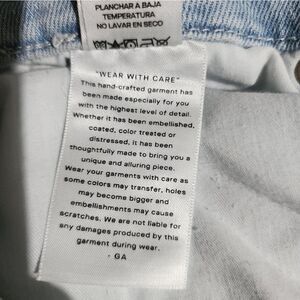 PLANCHAR A BAJA
TEMPERATURA
NO LAVAR EN SECO
"WEAR WITH CARE"
This hand-crafted garment has
been made especially for you
with the highest level of detail.
Whether it has been embellished,
coated, color treated or
distressed, it has been
thoughtfully made to bring you a
unique and alluring piece.
Wear your garments with care as
some colors may transfer, holes
may become bigger and
embellishments may cause
scratches. We are not liable for
any damages produced by this
garment during wear.
- GA